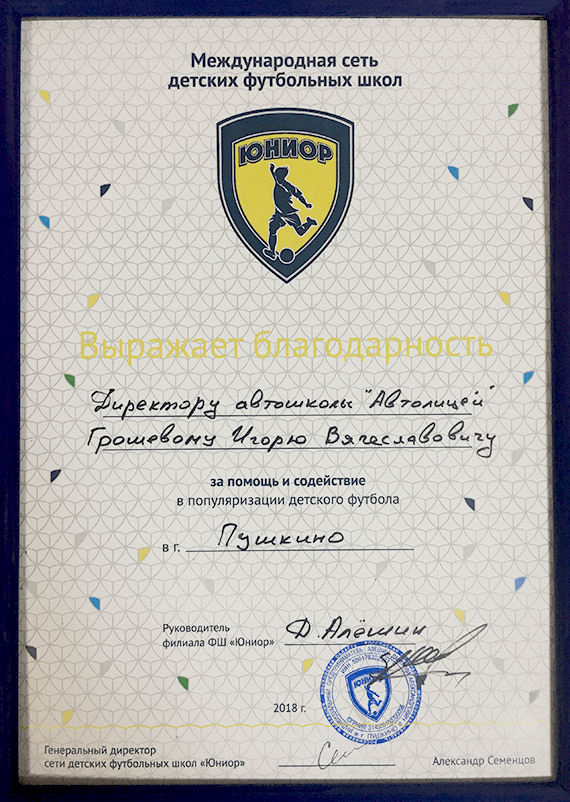 Международная сеть
детских футбольных школ
ЮНИОР
Выражает благодарность
Директору автошколы "Автолицей"
Грошевому Игорю Вячеславовичу
за помощь и содействие
в популяризации детского футбола
в г. Пушкино
Руководитель
филиала ФШ «Юниор» Д. Алёшин
ЮНИОР
2018 г.
Генеральный директор
сети детских футбольных школ «Юниор»
Александр Семенцов